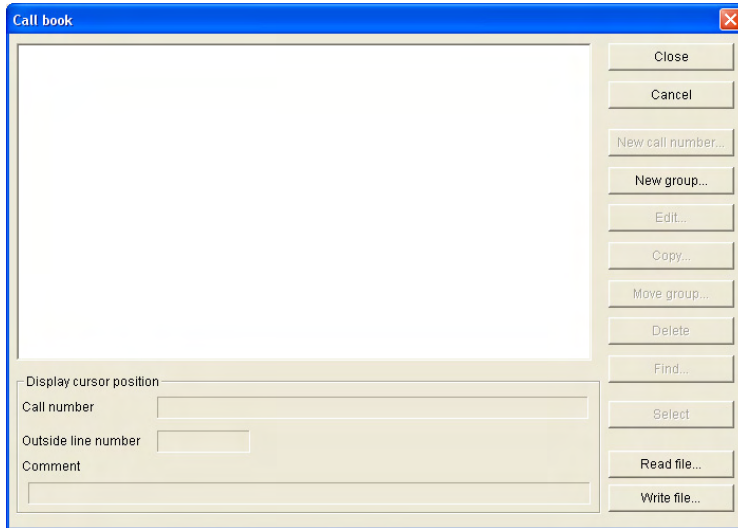 Call book
Close
Cancel
New call number...
New group...
Edit...
Copy...
Move group...
Delete
Find...
Select
Read file...
Write file...
Display cursor position
Call number
Outside line number
Comment